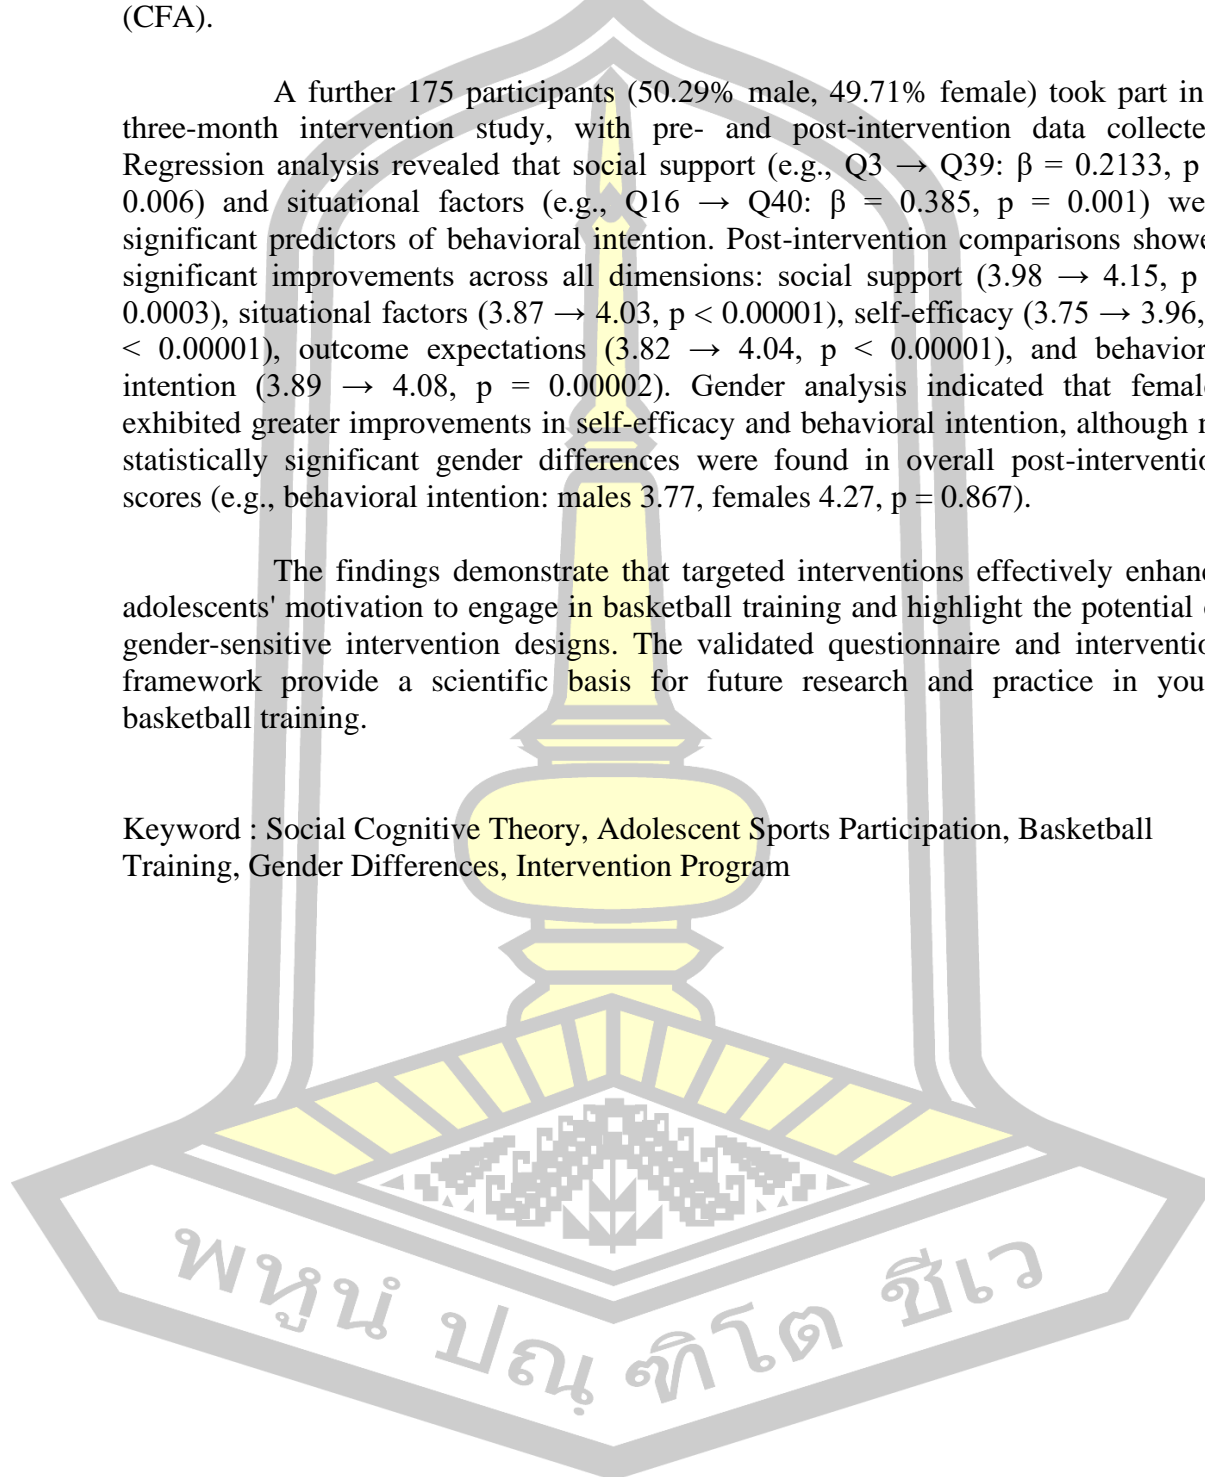 (CFA).
A further 175 participants (50.29% male, 49.71% female) took part in
three-month intervention study, with pre- and post-intervention data collecte
Regression analysis revealed that social support (e.g., Q3 → Q39: β = 0.2133, p
0.006) and situational factors (e.g., Q16 → Q40: β = 0.385, p = 0.001) we
significant predictors of behavioral intention. Post-intervention comparisons showe
significant improvements across all dimensions: social support (3.98 → 4.15, p
0.0003), situational factors (3.87 → 4.03, p < 0.00001), self-efficacy (3.75 → 3.96,
< 0.00001), outcome expectations (3.82 → 4.04, p < 0.00001), and behavior
intention (3.89 → 4.08, p = 0.00002). Gender analysis indicated that female
exhibited greater improvements in self-efficacy and behavioral intention, although n
statistically significant gender differences were found in overall post-interventio
scores (e.g., behavioral intention: males 3.77, females 4.27, p = 0.867).
The findings demonstrate that targeted interventions effectively enhan
adolescents' motivation to engage in basketball training and highlight the potential
gender-sensitive intervention designs. The validated questionnaire and interventio
framework provide a scientific basis for future research and practice in you
basketball training.
Keyword : Social Cognitive Theory, Adolescent Sports Participation, Basketball
Training, Gender Differences, Intervention Program
พหูนํ ปณฺฑิโต ชีเว